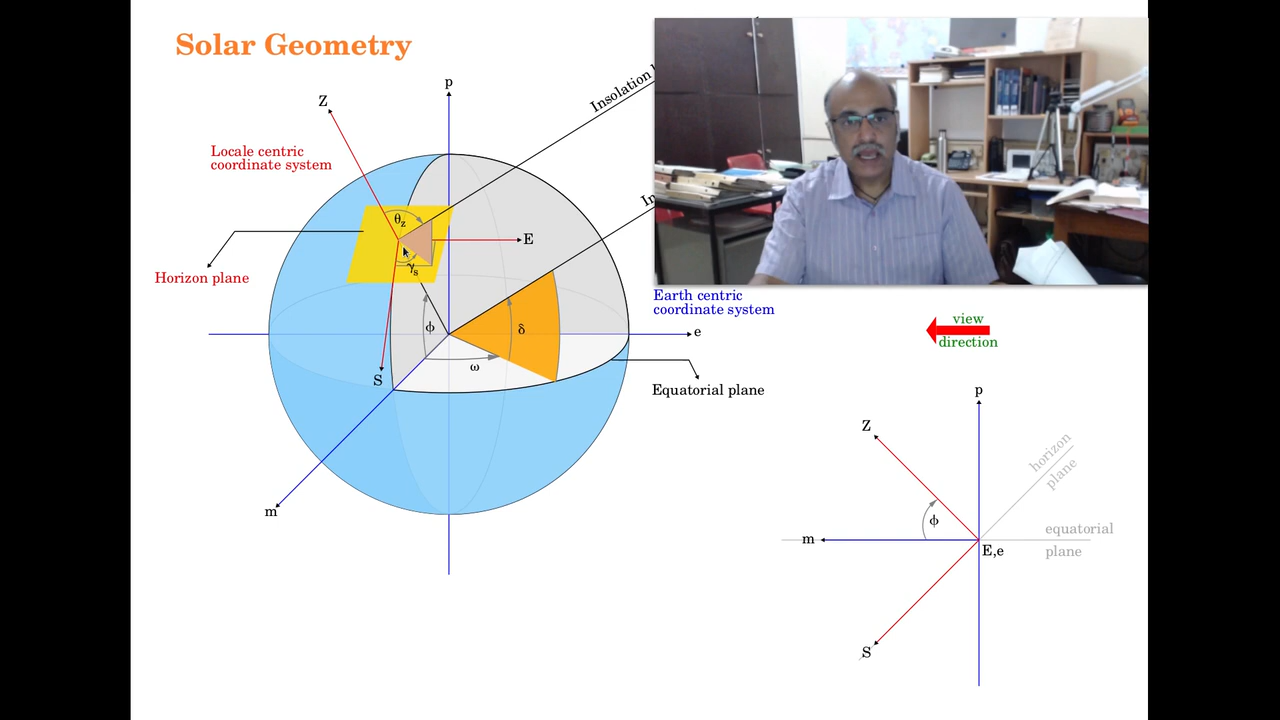 Solar Geometry
p
Z
Insolation
Locale centric
coordinate system
θz
In
E
Horizon plane
γs
Earth centric
coordinate system
ϕ
δ
e
view
direction
ω
S
Equatorial plane
m
p
Z
horizon
plane
ϕ
equatorial
m
E,e
plane
S